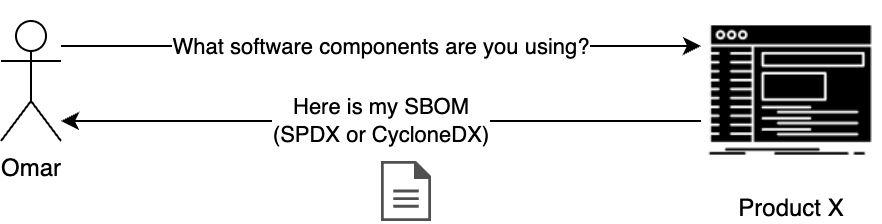 What software components are you using?
Here is my SBOM
(SPDX or CycloneDX)
Omar
Product X